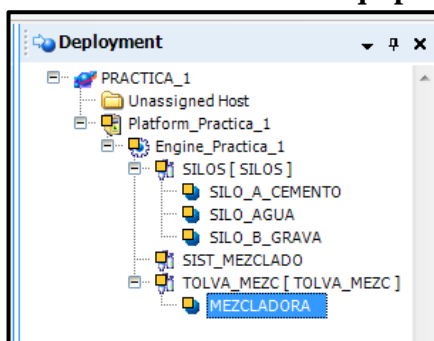 Deployment
PRACTICA_1
Unassigned Host
Platform_Practica_1
Engine_Practica_1
SILOS [ SILOS ]
SILO_A_CEMENTO
SILO_AGUA
SILO_B_GRAVA
SIST_MEZCLADO
TOLVA_MEZC [ TOLVA_MEZC ]
MEZCLADORA